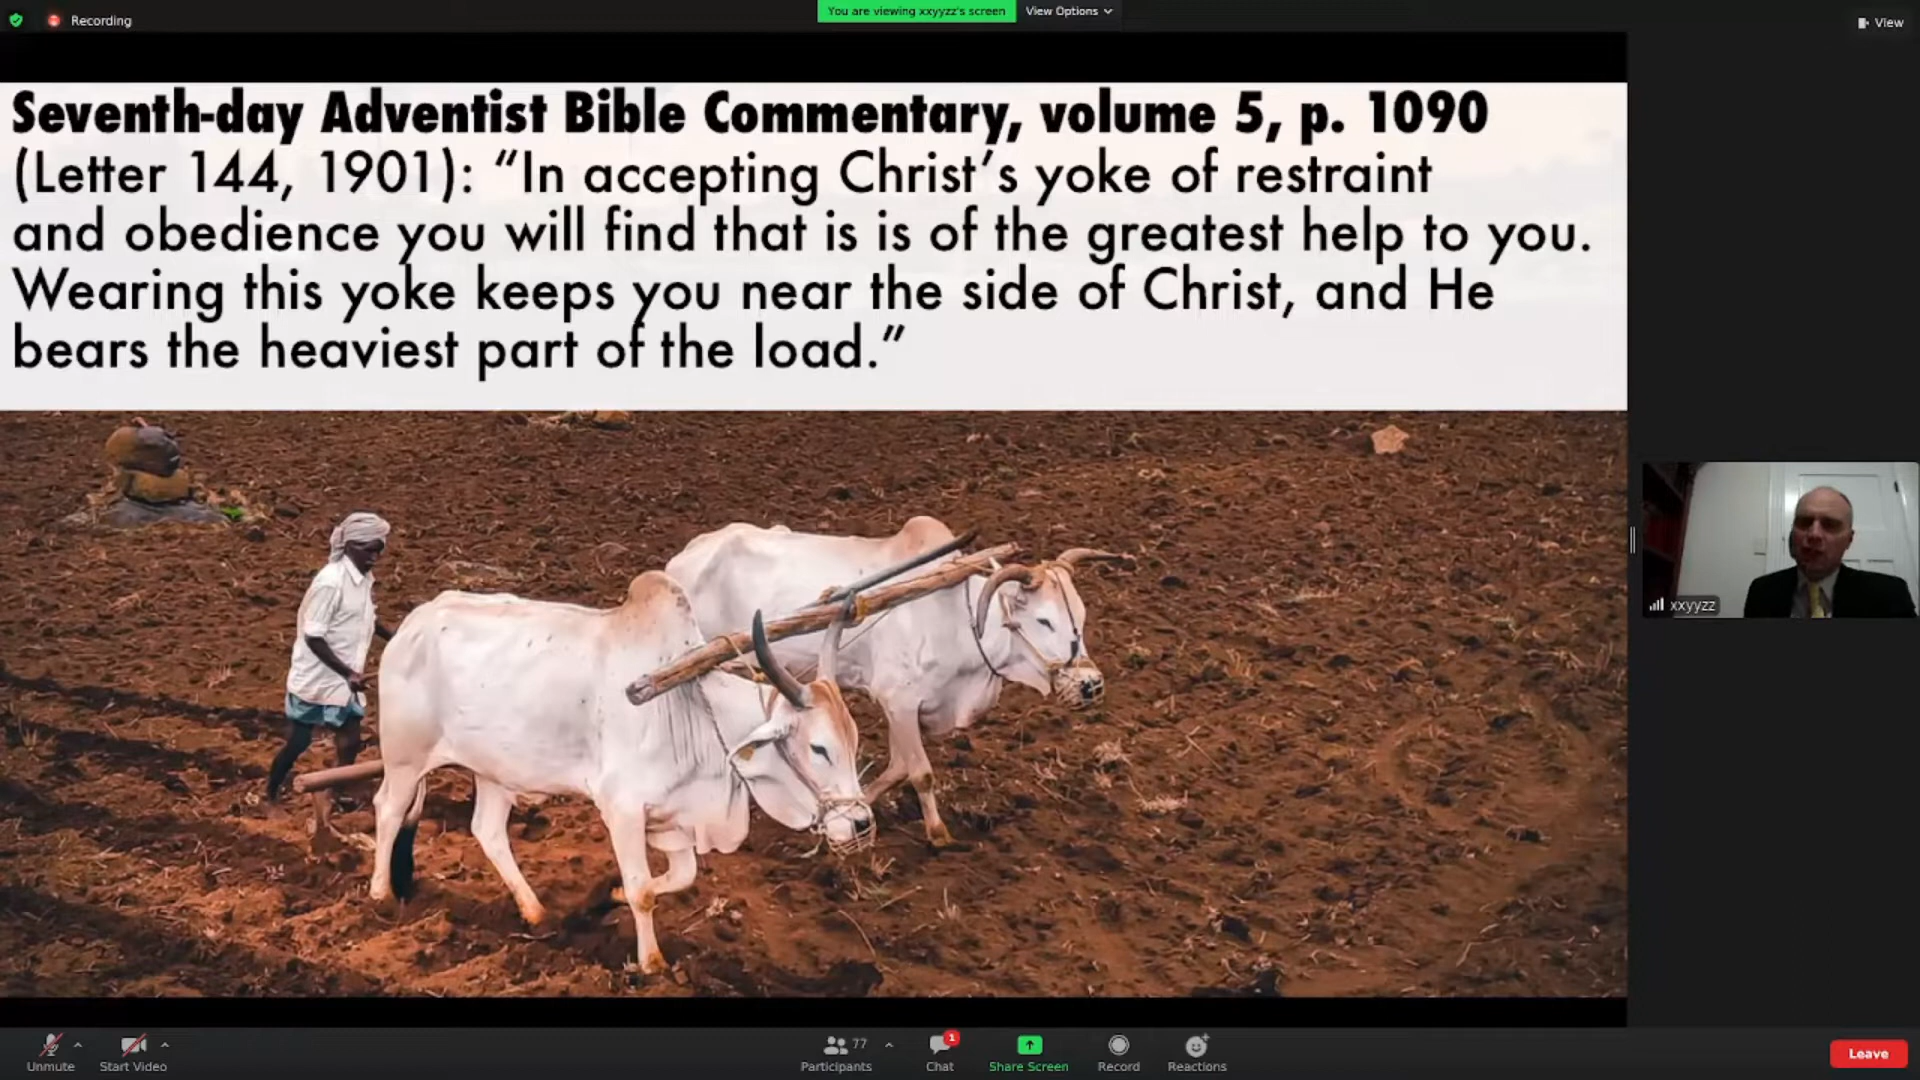 Recording
You are viewing xxyyzz's screen
View Options
View
Seventh-day Adventist Bible Commentary, volume 5, p. 1090
(Letter 144, 1901): “In accepting Christ’s yoke of restraint
and obedience you will find that is is of the greatest help to you.
Wearing this yoke keeps you near the side of Christ, and He
bears the heaviest part of the load.”
xxyyzz
Unmute
Start Video
77
Participants
1
Chat
Share Screen
Record
Reactions
Leave